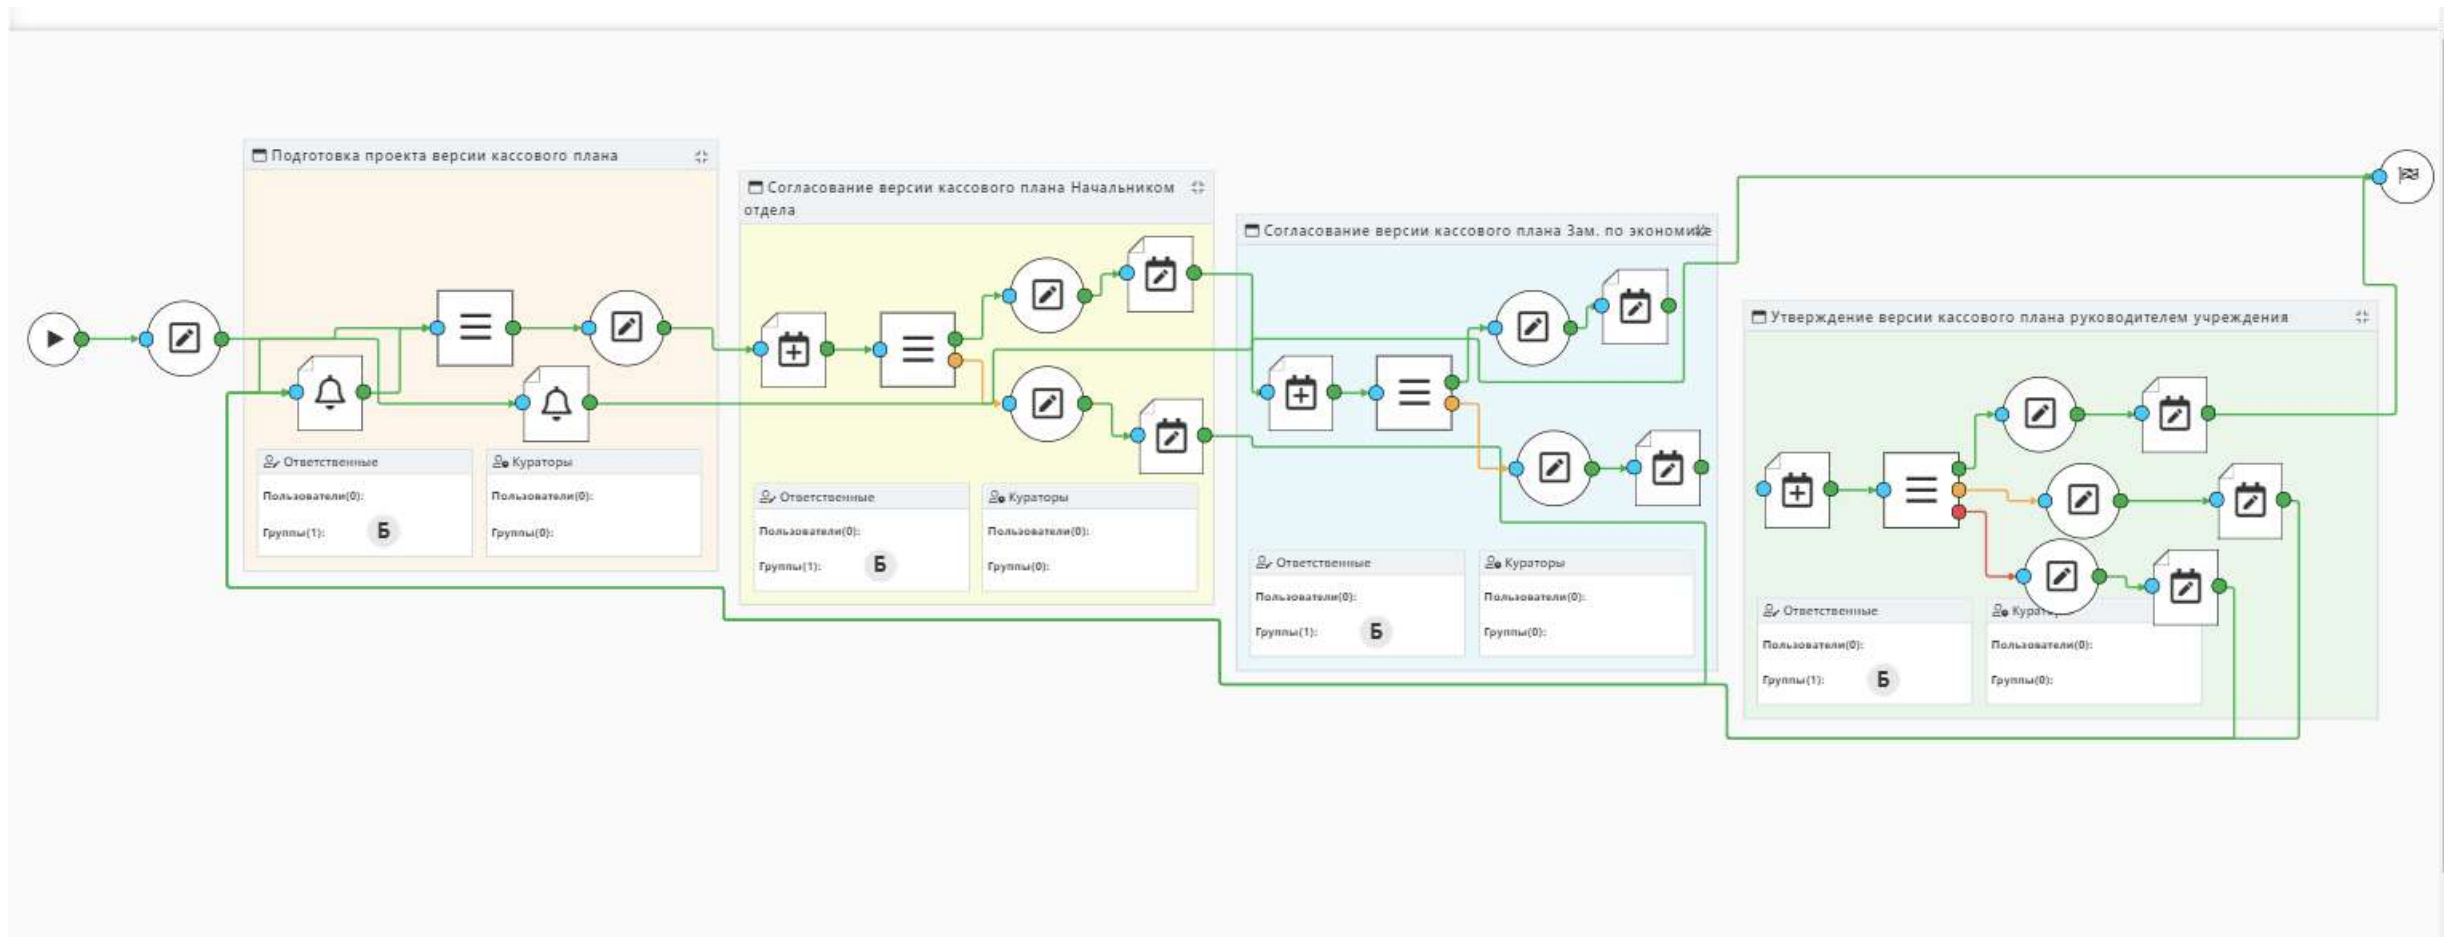 Подготовка проекта версии кассового плана
Ответственные
Пользователи(0):
Группы(1):
Б
Кураторы
Пользователи(0):
Группы(0):
Согласование версии кассового плана Начальником
отдела
Ответственные
Пользователи(0):
Группы(1):
Б
Кураторы
Пользователи(0):
Группы(0):
Согласование версии кассового плана Зам. по экономике
Ответственные
Пользователи(0):
Группы(1):
Б
Кураторы
Пользователи(0):
Группы(0):
Утверждение версии кассового плана руководителем учреждения
Ответственные
Пользователи(0):
Группы(1):
Б
Пользователи(0):
Группы(0):